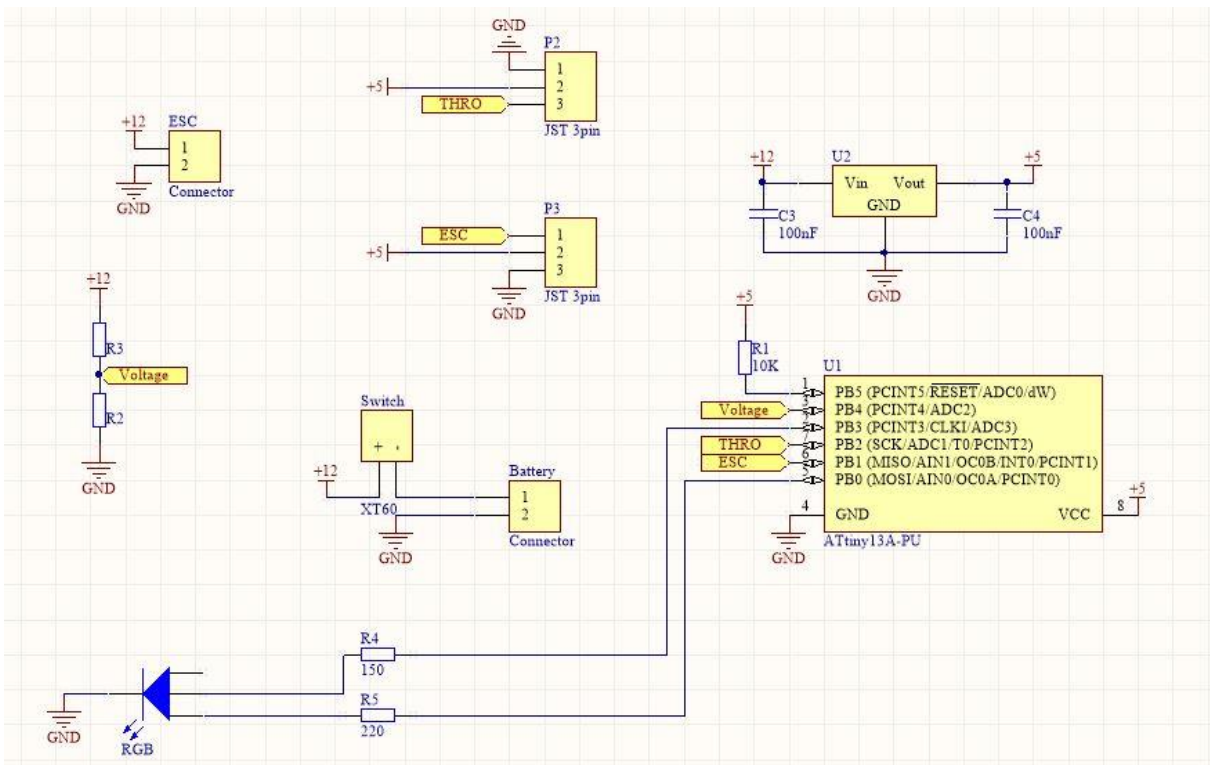 GND
P2
1
+5
2
THRO
3
JST 3pin
+12
ESC
1
2
Connector
GND
+12
U2
+5
Vin
Vout
GND
C3
100nF
C4
100nF
GND
P3
ESC
1
+5
2
3
JST 3pin
GND
+12
R3
Voltage
R2
GND
+5
R1
10K
U1
1
PB5 (PCINT5/RESET/ADC0/dW)
Voltage
PB4 (PCINT4/ADC2)
PB3 (PCINT3/CLKI/ADC3)
THRO
7
PB2 (SCK/ADC1/T0/PCINT2)
ESC
6
PB1 (MISO/AIN1/OC0B/INT0/PCINT1)
5
PB0 (MOSI/AIN0/OC0A/PCINT0)
4
GND
VCC
8
+5
GND
ATtiny13A-PU
Switch
+
+12
XT60
Battery
1
2
Connector
GND
R4
150
R5
220
GND
RGB